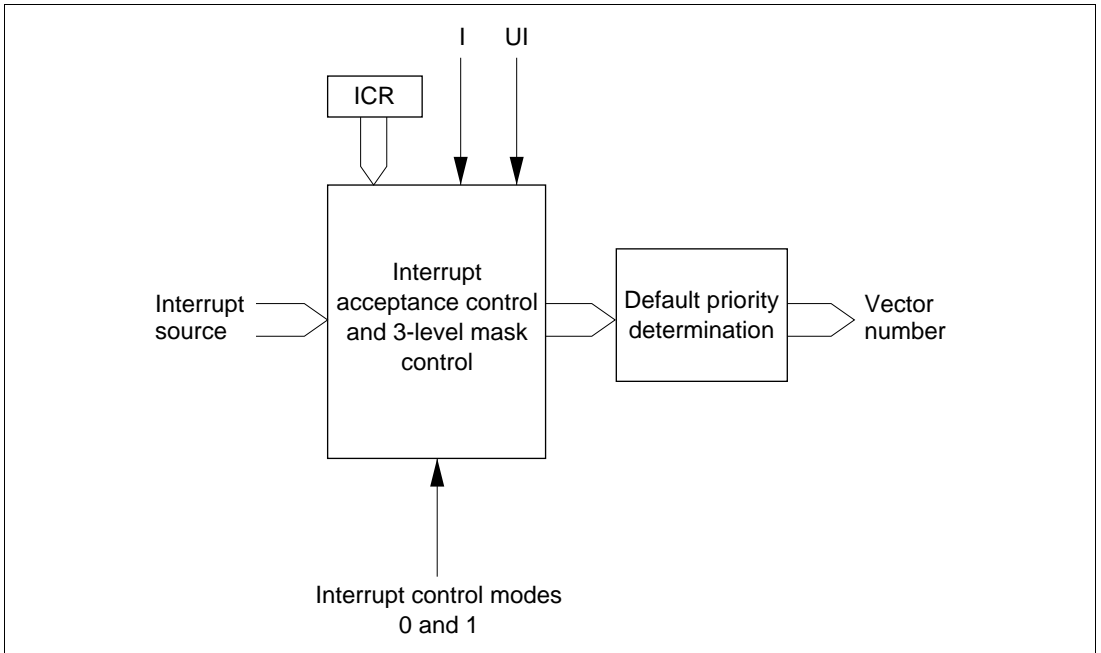 I UI
ICR
Interrupt
acceptance control
and 3-level mask
control
Interrupt
source
Default priority
determination
Vector
number
Interrupt control modes
0 and 1